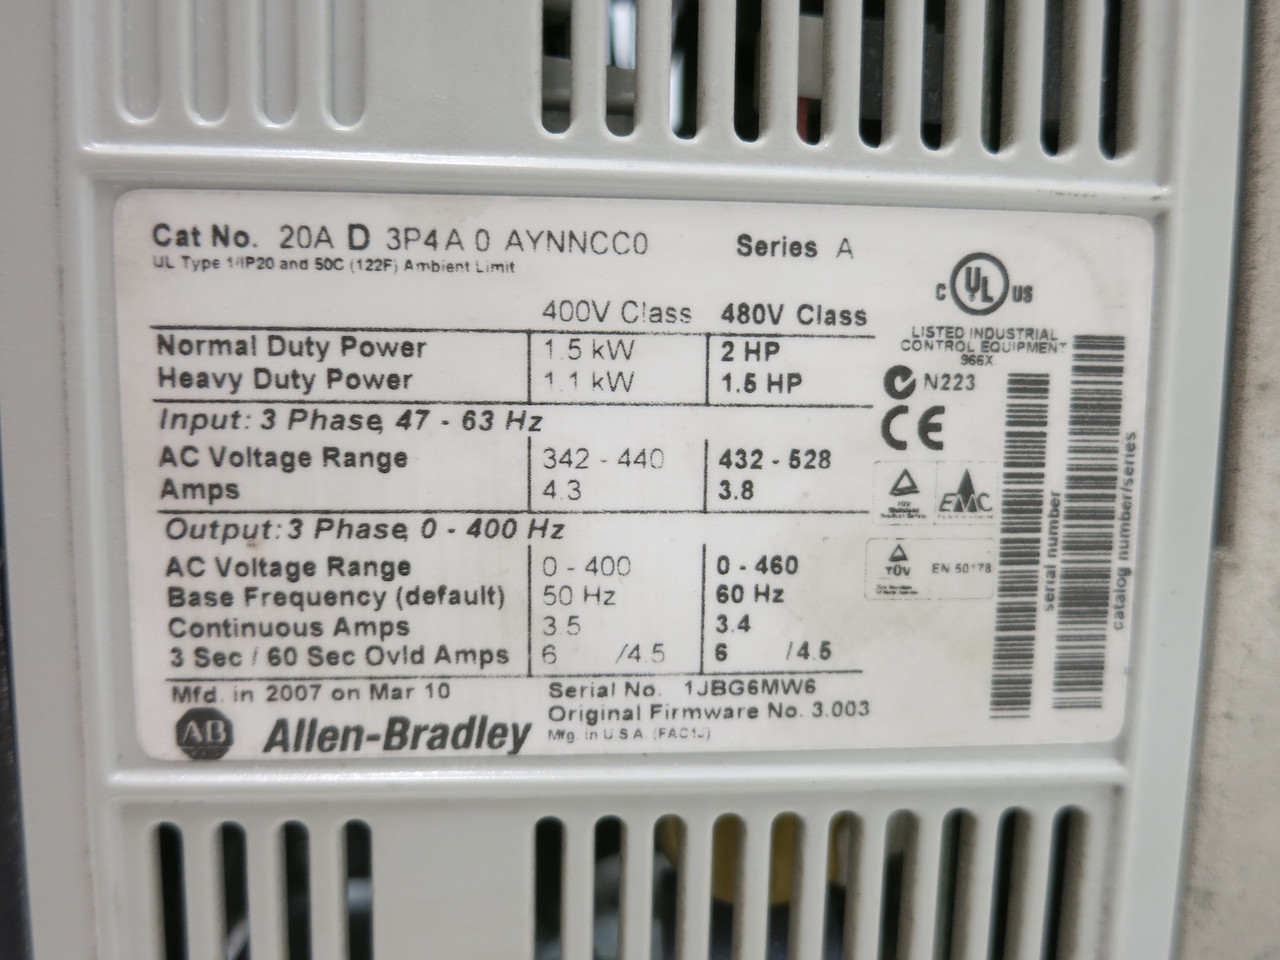 Cat No. 20A D 3P4 A 0 AYNNCC0 Series A
UL Type 1/IP20 and 50C (122F) Ambient Limit
400V Class 480V Class
Normal Duty Power 1.5 kW 2 HP
Heavy Duty Power 1.1 kW 1.5 HP
Input: 3 Phase, 47 - 63 Hz
AC Voltage Range 342 - 440 432 - 528
Amps 4.3 3.8
Output: 3 Phase, 0 - 400 Hz
AC Voltage Range 0 - 400 0 - 460
Base Frequency (default) 50 Hz 60 Hz
Continuous Amps 3.5 3.4
3 Sec / 60 Sec Ovld Amps 6 /4.5 6 /4.5
Mfd. in 2007 on Mar 10 Serial No. 1JBG6MW6
Original Firmware No. 3.003
AB Allen-Bradley Mfg. in U.S.A. (FAC1J)
C UL US
LISTED INDUSTRIAL
CONTROL EQUIPMENT
966X
N223
CE
EMC
TÜV EN 50178
serial number
catalog number/series